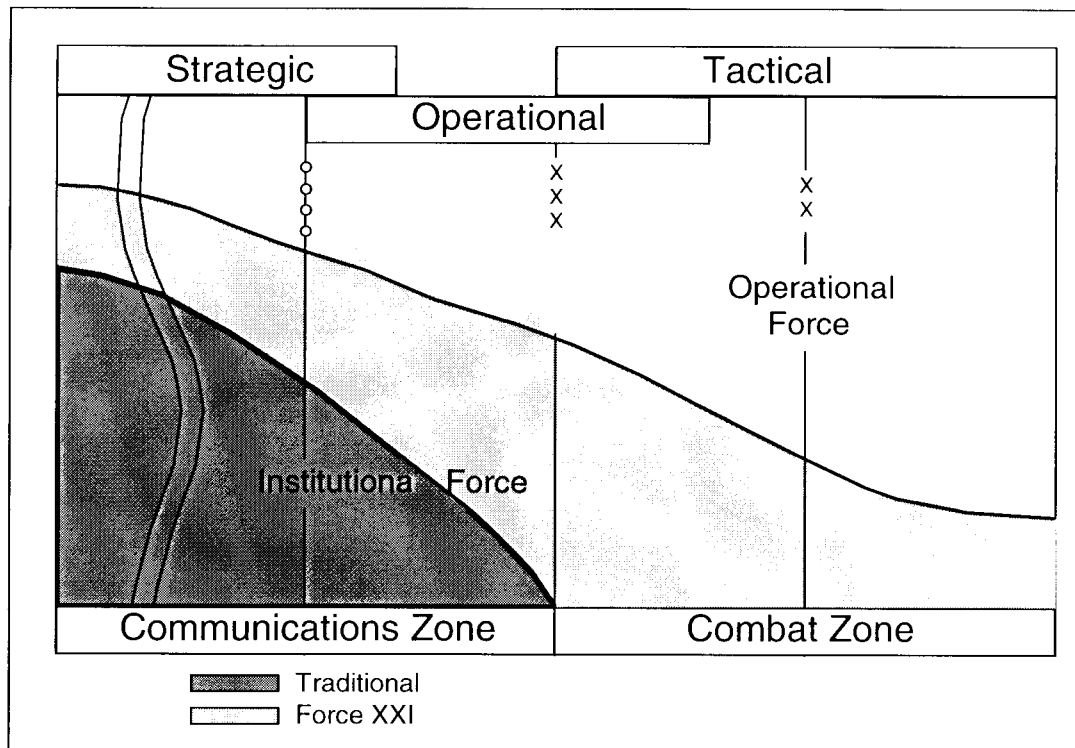 Strategic
Tactical
Operational
X
X
X
X
X
Operational
Force
Institutiona Force
Communications Zone
Combat Zone
Traditional
Force XXI